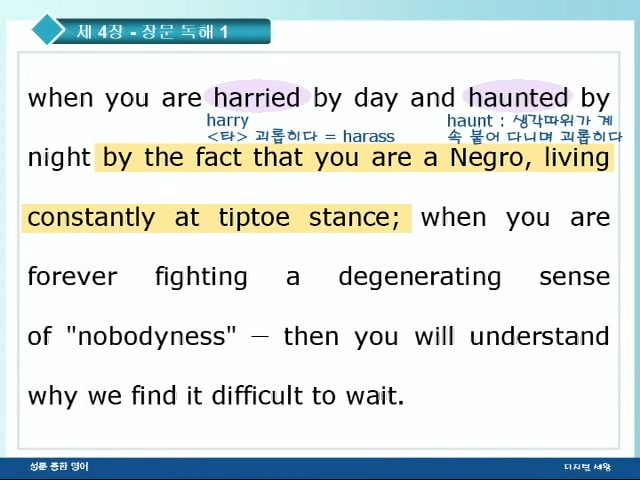 제 4장 - 장문 독해 1
when you are harried by day and haunted by
harry
<타> 괴롭히다 = harass
haunt : 생각따위가 계
속 붙어 다니며 괴롭히다
night by the fact that you are a Negro, living
constantly at tiptoe stance; when you are
forever fighting a degenerating sense
of "nobodyness" — then you will understand
why we find it difficult to wait.
성문 종합 영어
디지털 세왕